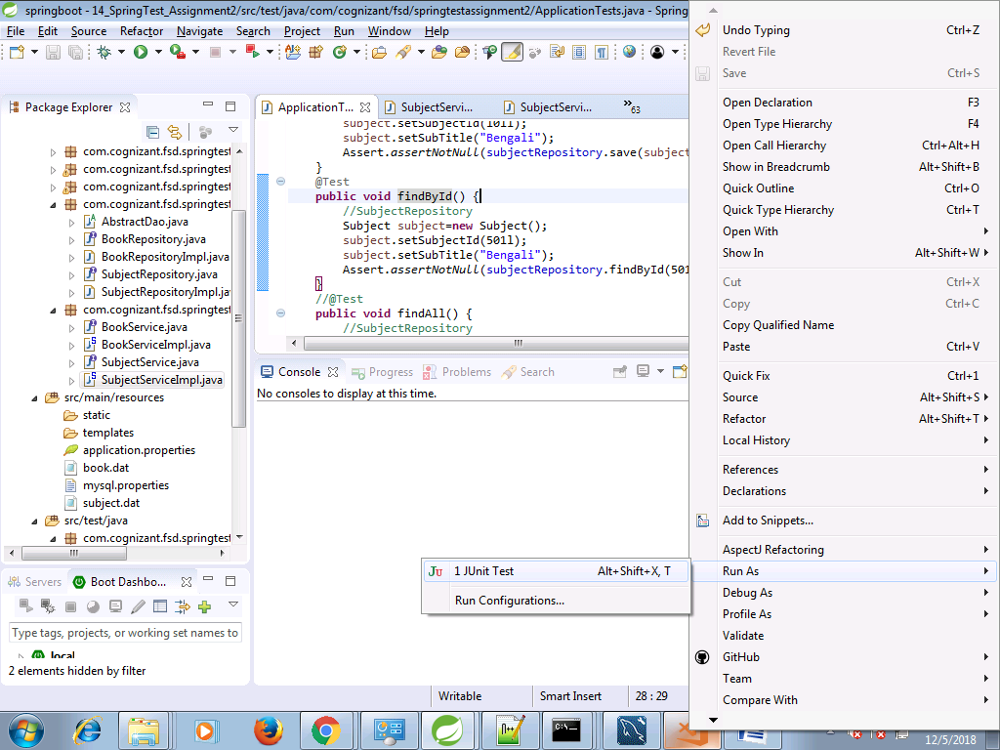 springboot - 14_SpringTest_Assignment2/src/test/java/com/cognizant/fsd/springtestassignment2/ApplicationTests.java - Spring
File Edit Source Refactor Navigate Search Project Run Window Help
Package Explorer
com.cognizant.fsd.springtest
com.cognizant.fsd.springtest
com.cognizant.fsd.springtest
com.cognizant.fsd.springtest
AbstractDao.java
BookRepository.java
BookRepositoryImpl.java
SubjectRepository.java
SubjectRepositoryImpl.ja
com.cognizant.fsd.springtest
BookService.java
BookServiceImpl.java
SubjectService.java
SubjectServiceImpl.java
src/main/resources
static
templates
application.properties
book.dat
mysql.properties
subject.dat
src/test/java
com.cognizant.fsd.springtest
Servers Boot Dashbo...
Type tags, projects, or working set names to
local
2 elements hidden by filter
ApplicationT... SubjectServi... SubjectServi... »63
subject.setSubjectId(101l);
subject.setSubTitle("Bengali");
Assert.assertNotNull(subjectRepository.save(subject
}
@Test
public void findById() {
//SubjectRepository
Subject subject=new Subject();
subject.setSubjectId(501l);
subject.setSubTitle("Bengali");
Assert.assertNotNull(subjectRepository.findById(501
}
//@Test
public void findAll() {
//SubjectRepository
Console Progress Problems Search
No consoles to display at this time.
1 JUnit Test Alt+Shift+X, T
Run Configurations...
Writable Smart Insert 28 : 29
Undo Typing Ctrl+Z
Revert File
Save Ctrl+S
Open Declaration F3
Open Type Hierarchy F4
Open Call Hierarchy Ctrl+Alt+H
Show in Breadcrumb Alt+Shift+B
Quick Outline Ctrl+O
Quick Type Hierarchy Ctrl+T
Open With
Show In Alt+Shift+W
Cut Ctrl+X
Copy Ctrl+C
Copy Qualified Name
Paste Ctrl+V
Quick Fix Ctrl+1
Source Alt+Shift+S
Refactor Alt+Shift+T
Local History
References
Declarations
Add to Snippets...
AspectJ Refactoring
Run As
Debug As
Profile As
Validate
GitHub
Team
Compare With
12/5/2018